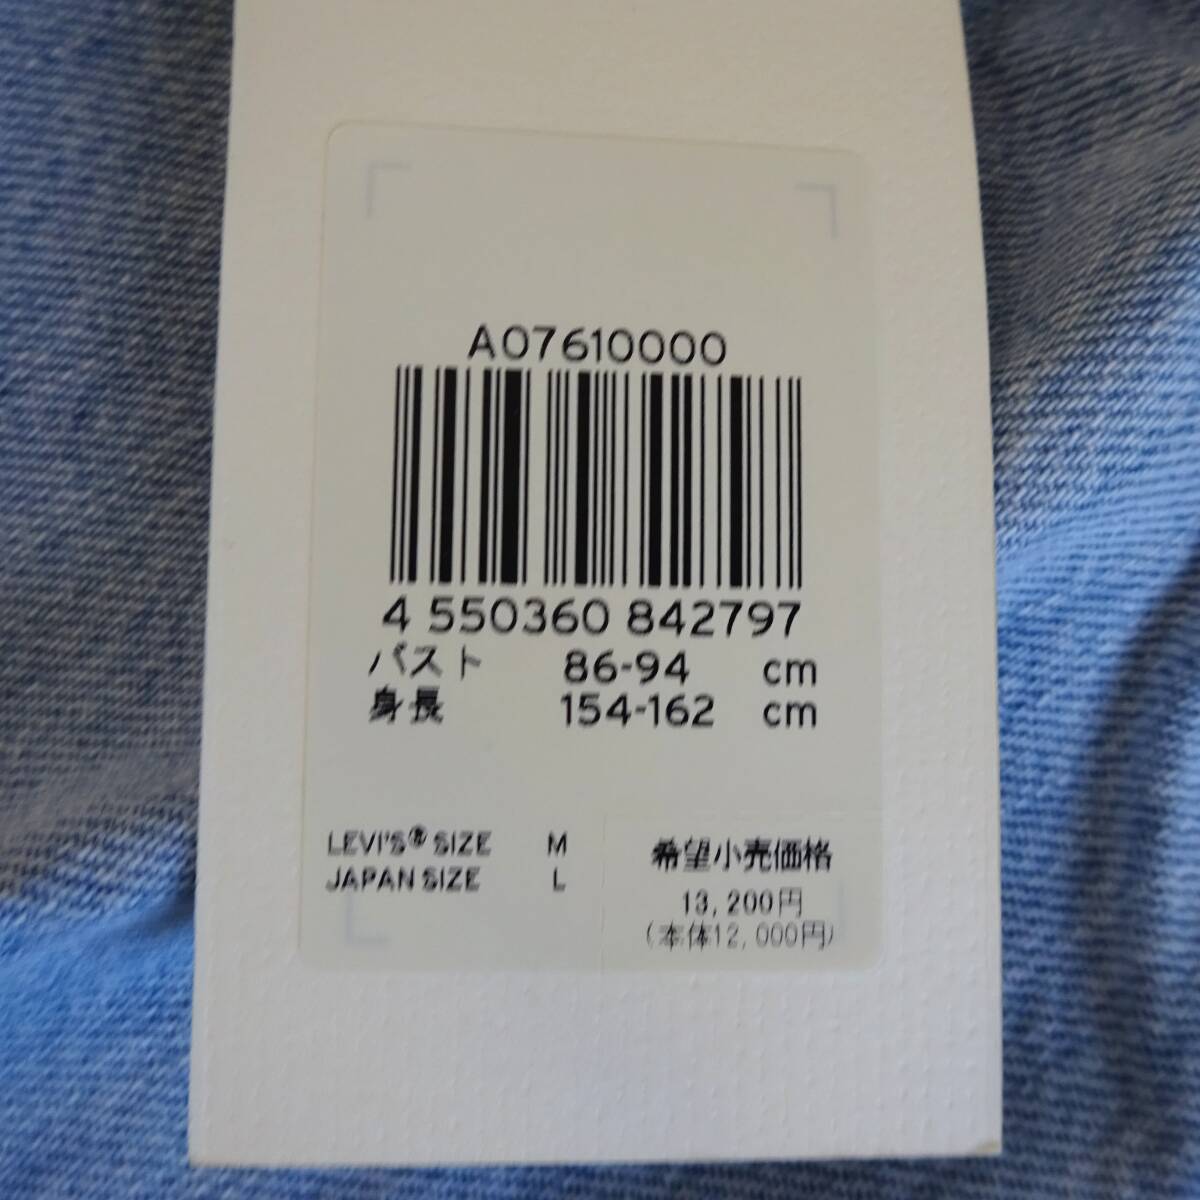 A07610000
4 550360 842797
バスト 86-94 cm
身長 154-162 cm
LEVI'S® SIZE M
JAPAN SIZE L
希望小売価格
13,200円
(本体12,000円)